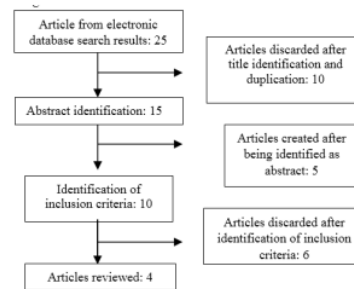 Article from electronic
database search results: 25
Articles discarded after
title identification and
duplication: 10
Abstract identification: 15
Articles created after
being identified as
abstract: 5
Identification of
inclusion criteria: 10
Articles discarded after
identification of inclusion
criteria: 6
Articles reviewed: 4